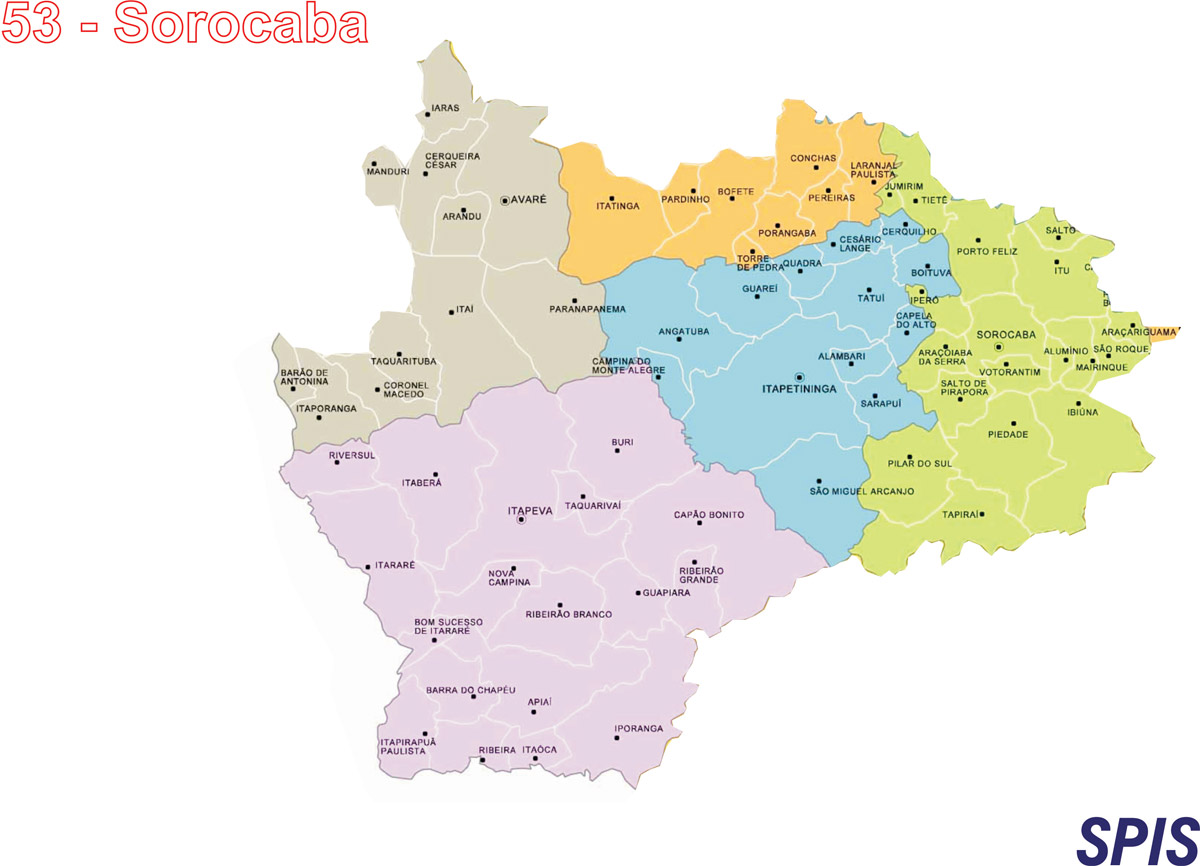 53 - Sorocaba
IARAS
CERQUEIRA
CÉSAR
MANDURI
AVARÉ
ARANDU
ITAÍ
PARANAPANEMA
TAQUARITUBA
BARÃO DE
ANTONINA
CORONEL
MACEDO
ITAPORANGA
CONCHAS
LARANJAL
PAULISTA
ITATINGA
PARDINHO
BOFETE
PEREIRAS
PORANGABA
TORRE
DE PEDRA
JUMIRIM
TIETÊ
CERQUILHO
CESÁRIO
LANGE
QUADRA
GUAREÍ
BOITUVA
TATUÍ
IPERÓ
CAPELA
DO ALTO
ANGATUBA
CAMPINA DO
MONTE ALEGRE
ALAMBARI
ITAPETININGA
SARAPUÍ
SÃO MIGUEL ARCANJO
PORTO FELIZ
SALTO
ITU
SOROCABA
ARAÇARIGUAMA
ARAÇOIABA
DA SERRA
ALUMÍNIO
SÃO ROQUE
MAIRINQUE
VOTORANTIM
SALTO DE
PIRAPORA
IBIÚNA
PIEDADE
PILAR DO SUL
TAPIRAÍ
RIVERSUL
ITABERÁ
BURI
TAQUARIVAÍ
ITAPEVA
CAPÃO BONITO
ITARARÉ
NOVA
CAMPINA
RIBEIRÃO
GRANDE
GUAPIARA
RIBEIRÃO BRANCO
BOM SUCESSO
DE ITARARÉ
BARRA DO CHAPÉU
APIAÍ
IPORANGA
ITAPIRAPUÃ
PAULISTA
RIBEIRA
ITAÓCA
SPIS